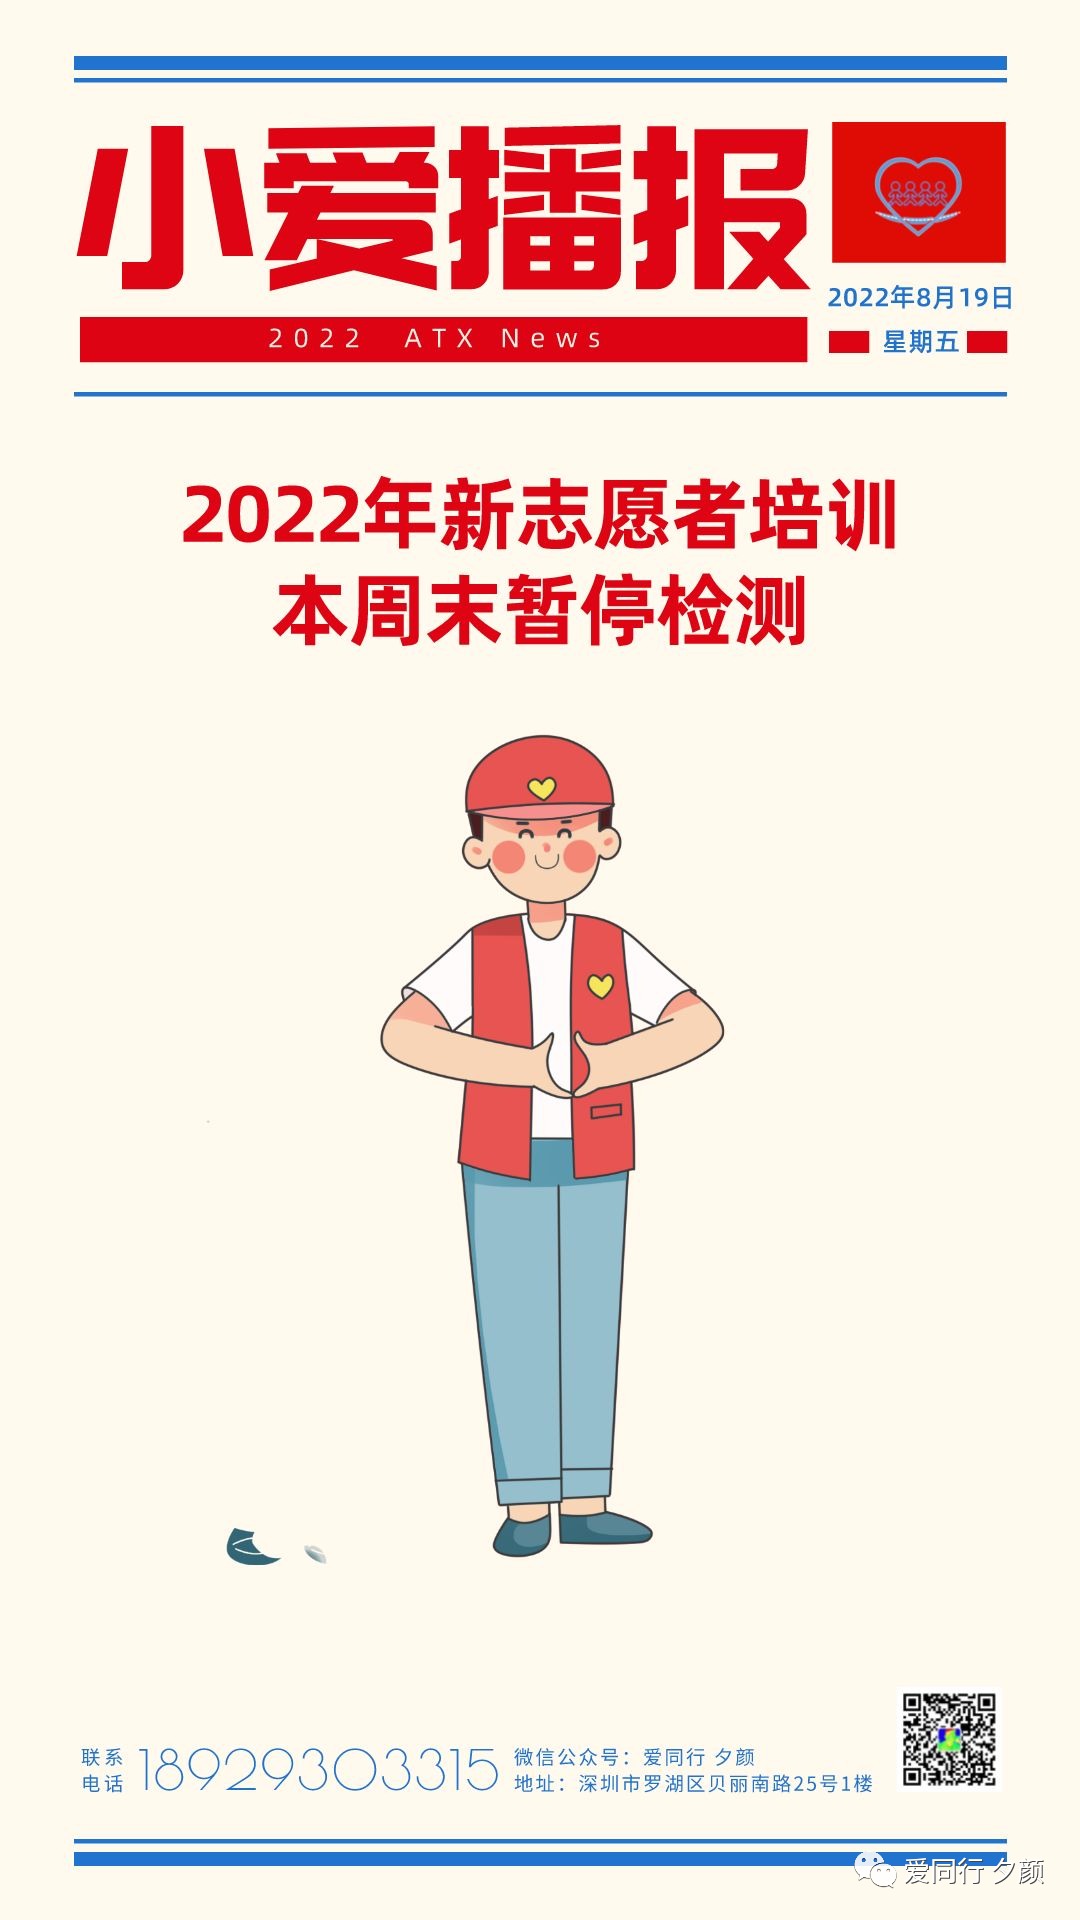 小爱播报
2022年8月19日
2022 ATX News
星期五
2022年新志愿者培训
本周末暂停检测
联系
电话
18929303315
微信公众号：爱同行 夕颜
地址：深圳市罗湖区贝丽南路25号1楼
爱同行 夕颜